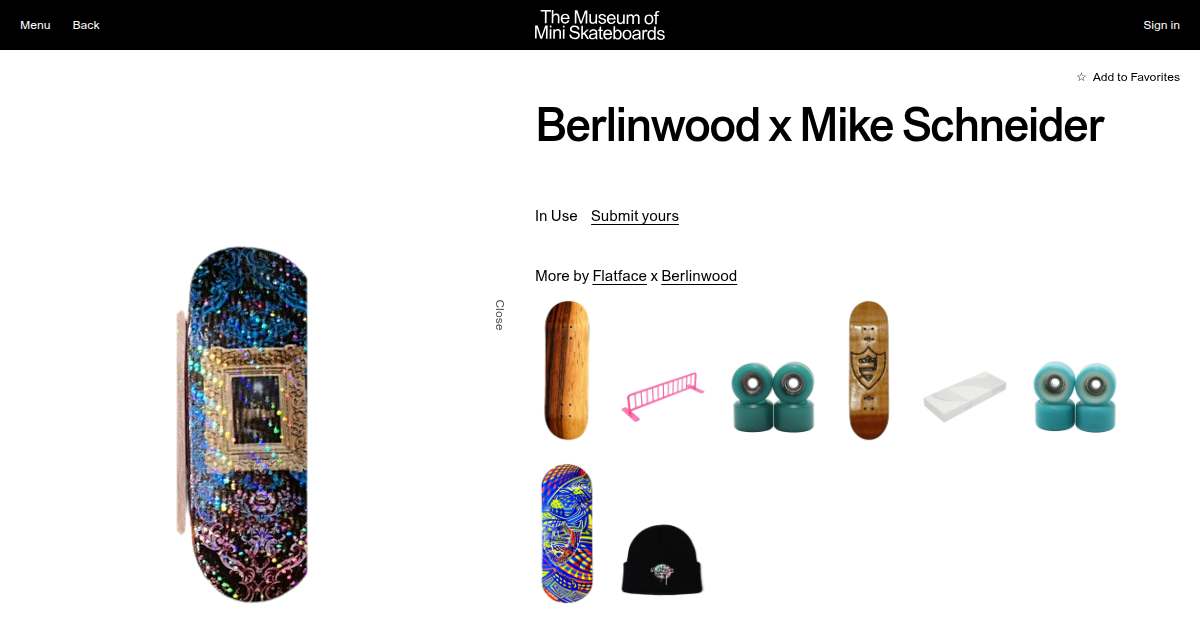 Menu Back
The Museum of
Mini Skateboards
Sign in
☆ Add to Favorites
Berlinwood x Mike Schneider
In Use Submit yours
More by Flatface x Berlinwood
Close